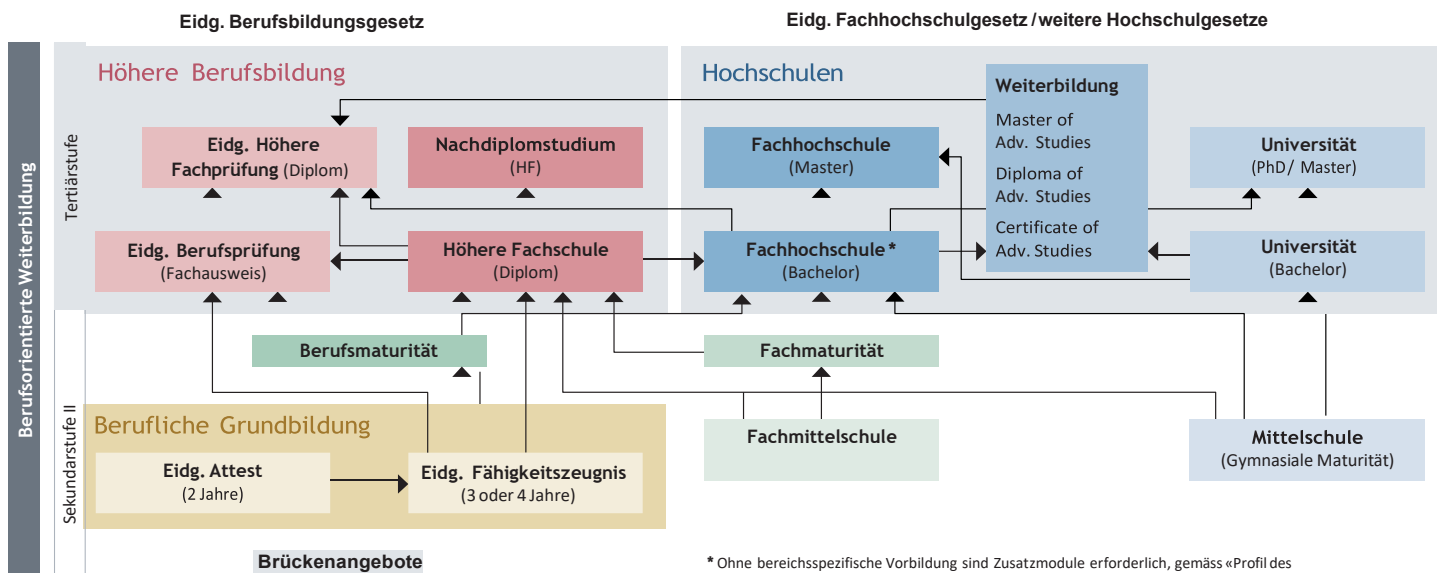 Eidg. Berufsbildungsgesetz
Eidg. Fachhochschulgesetz / weitere Hochschulgesetze
Berufsorientierte Weiterbildung
Tertiärstufe
Höhere Berufsbildung
Hochschulen
Weiterbildung
Master of
Adv. Studies
Diploma of
Adv. Studies
Certificate of
Adv. Studies
Eidg. Höhere
Fachprüfung (Diplom)
Nachdiplomstudium
(HF)
Fachhochschule
(Master)
Universität
(PhD/ Master)
Eidg. Berufsprüfung
(Fachausweis)
Höhere Fachschule
(Diplom)
Fachhochschule *
(Bachelor)
Universität
(Bachelor)
Sekundarstufe II
Berufsmaturität
Fachmaturität
Berufliche Grundbildung
Fachmittelschule
Mittelschule
(Gymnasiale Maturität)
Eidg. Attest
(2 Jahre)
Eidg. Fähigkeitszeugnis
(3 oder 4 Jahre)
Brückenangebote
* Ohne bereichsspezifische Vorbildung sind Zusatzmodule erforderlich, gemäss «Profil des